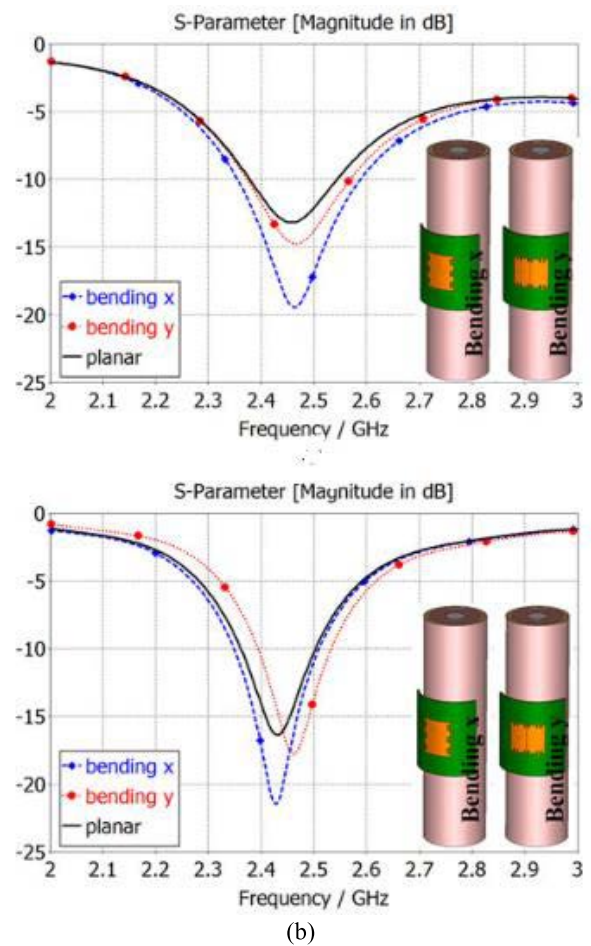 S-Parameter [Magnitude in dB]
0
-5
-10
-15
-20
-25
bending x
bending y
planar
Bending x
Bending y
2 2.1 2.2 2.3 2.4 2.5 2.6 2.7 2.8 2.9 3
Frequency / GHz
S-Parameter [Magnitude in dB]
0
-5
-10
-15
-20
-25
bending x
bending y
planar
Bending x
Bending y
2 2.1 2.2 2.3 2.4 2.5 2.6 2.7 2.8 2.9 3
Frequency / GHz
(b)